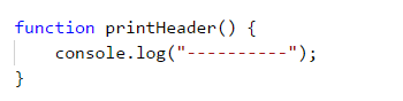 function printHeader() {
    console.log("----------");
}